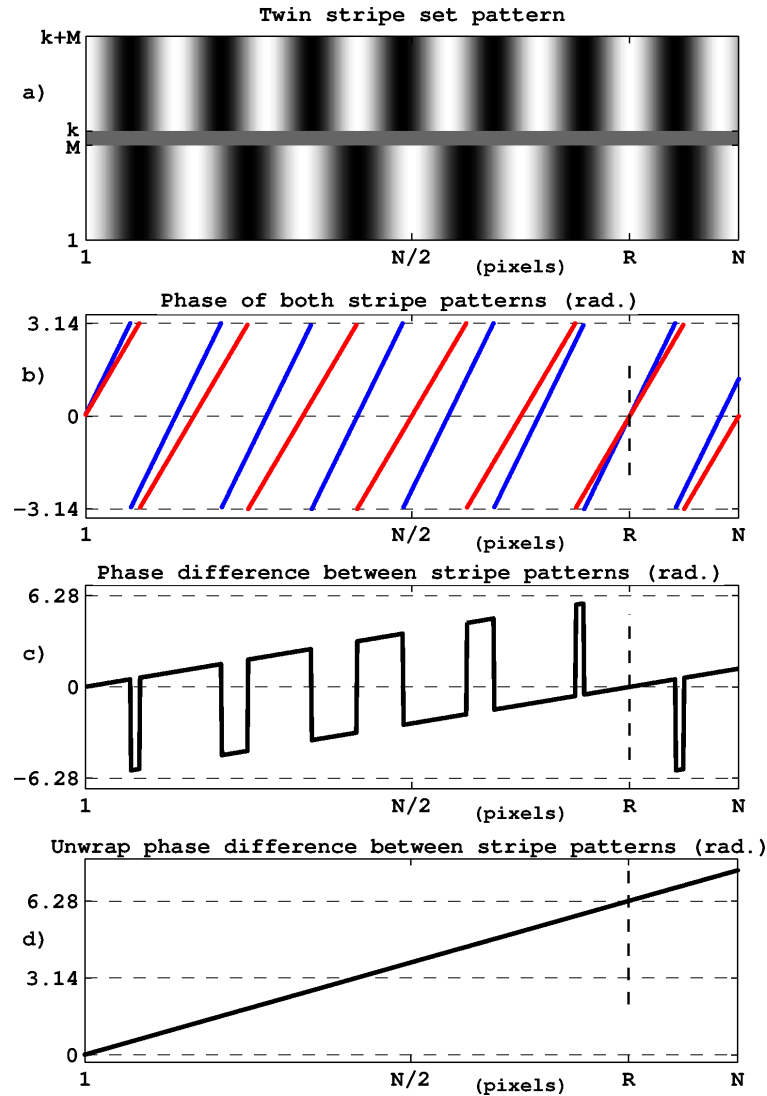 Twin stripe set pattern
k+M
a)
k
M
1
1 N/2 R N
(pixels)
Phase of both stripe patterns (rad.)
3.14
b)
0
-3.14
1 N/2 R N
(pixels)
Phase difference between stripe patterns (rad.)
6.28
c)
0
-6.28
1 N/2 R N
(pixels)
Unwrap phase difference between stripe patterns (rad.)
6.28
d)
3.14
0
1 N/2 R N
(pixels)